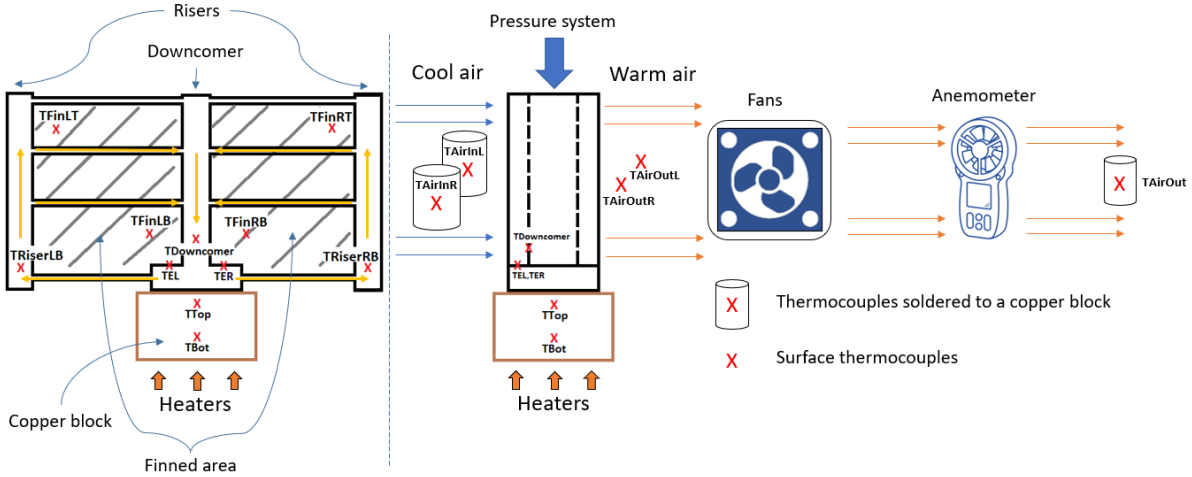 Risers
Downcomer
TFinLT
TFinRT
TFinLB
TFinRB
TDowncomer
TRiserLB
TRiserRB
TEL
TER
TTop
TBot
Heaters
Copper block
Finned area
Pressure system
Cool air
Warm air
TAirInL
TAirInR
TAirOutL
TAirOutR
TDowncomer
TEL,TER
TTop
TBot
Heaters
Fans
Anemometer
TAirOut
X Thermocouples soldered to a copper block
X Surface thermocouples